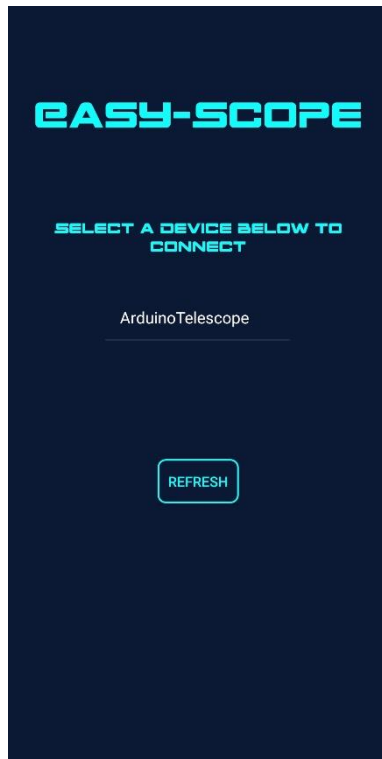 EASY-SCOPE
SELECT A DEVICE BELOW TO
CONNECT
ArduinoTelescope
REFRESH